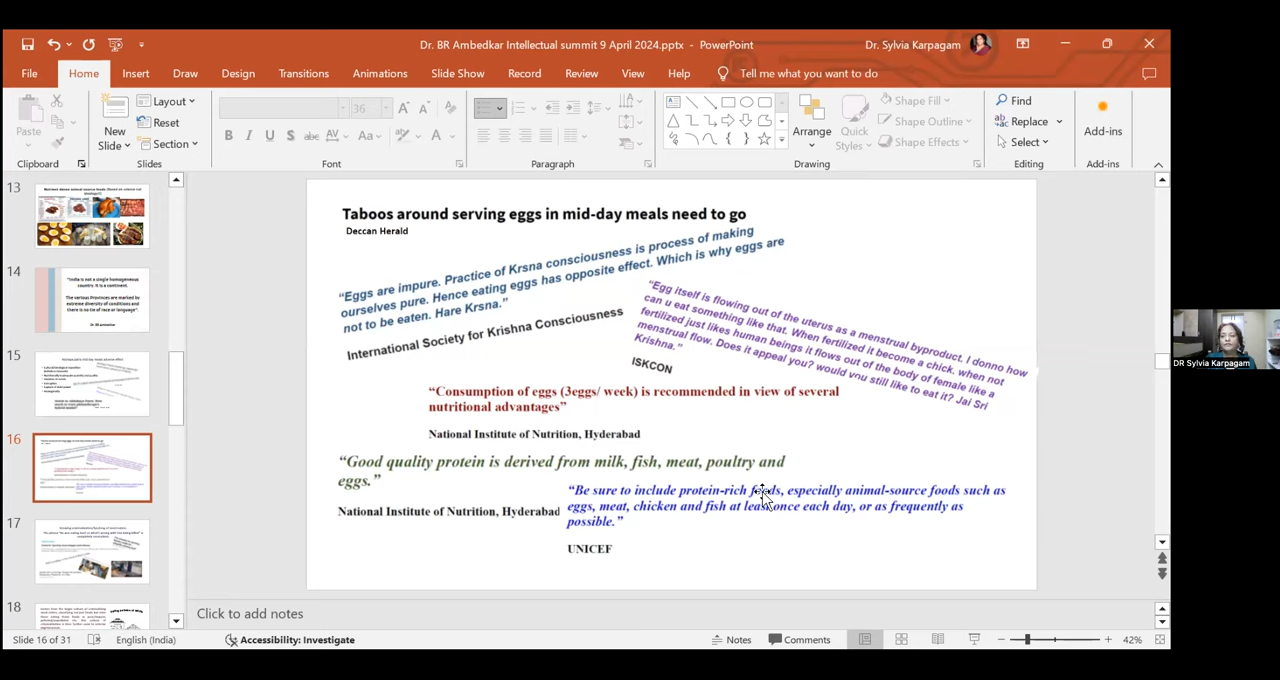 Dr. BR Ambedkar Intellectual summit 9 April 2024.pptx - PowerPoint
Dr. Sylvia Karpagam
File Home Insert Draw Design Transitions Animations Slide Show Record Review View Help Tell me what you want to do
Paste
Clipboard
New Slide
Layout
Reset
Section
Slides
36
B I U S abc AV Aa A
Font
Paragraph
Arrange
Quick Styles
Shape Fill
Shape Outline
Shape Effects
Drawing
Find
Replace
Select
Editing
Add-ins
Add-ins
13
14
"India is not a single homogeneous
country. It is a continent.
The various Provinces are marked by
extreme diversity of conditions and
there is no tie of race or language".
15
16
17
18
Taboos around serving eggs in mid-day meals need to go
Deccan Herald
“Eggs are impure. Practice of Krsna consciousness is process of making
ourselves pure. Hence eating eggs has opposite effect. Which is why eggs are
not to be eaten. Hare Krsna.”
International Society for Krishna Consciousness
“Egg itself is flowing out of the uterus as a menstrual byproduct. I donno how
can u eat something like that. When fertilized it become a chick. when not
fertilized just likes human beings it flows out of the body of female like a
menstrual flow. Does it appeal you? would vnu still like to eat it? Jai Sri
Krishna.”
ISKCON
“Consumption of eggs (3eggs/ week) is recommended in view of several
nutritional advantages”
National Institute of Nutrition, Hyderabad
“Good quality protein is derived from milk, fish, meat, poultry and
eggs.”
National Institute of Nutrition, Hyderabad
“Be sure to include protein-rich foods, especially animal-source foods such as
eggs, meat, chicken and fish at least once each day, or as frequently as
possible.”
UNICEF
DR Sylvia Karpagam
Click to add notes
Slide 16 of 31 English (India) Accessibility: Investigate Notes Comments 42%